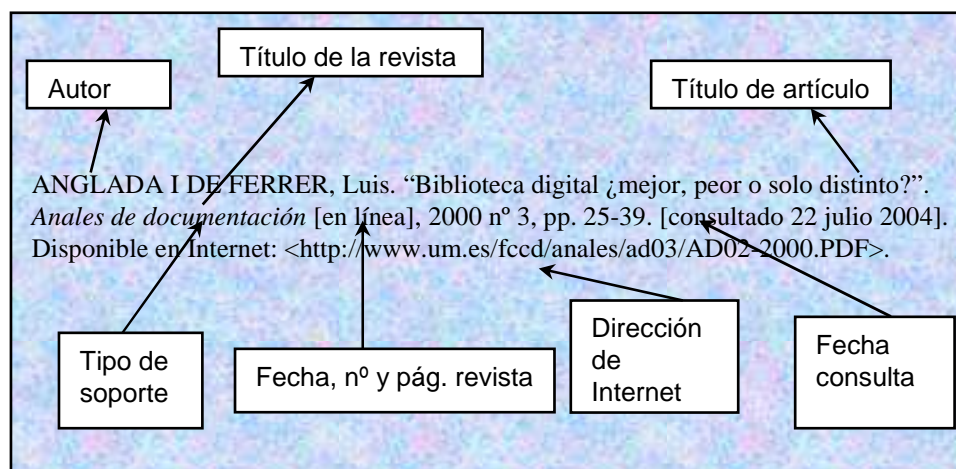 Título de la revista
Autor
Título de artículo
ANGLADA I DE FERRER, Luis. “Biblioteca digital ¿mejor, peor o solo distinto?”.
Anales de documentación [en línea], 2000 nº 3, pp. 25-39. [consultado 22 julio 2004].
Disponible en Internet: <http://www.um.es/fccd/anales/ad03/AD02-2000.PDF>.
Tipo de
soporte
Fecha, nº y pág. revista
Dirección
de
Internet
Fecha
consulta